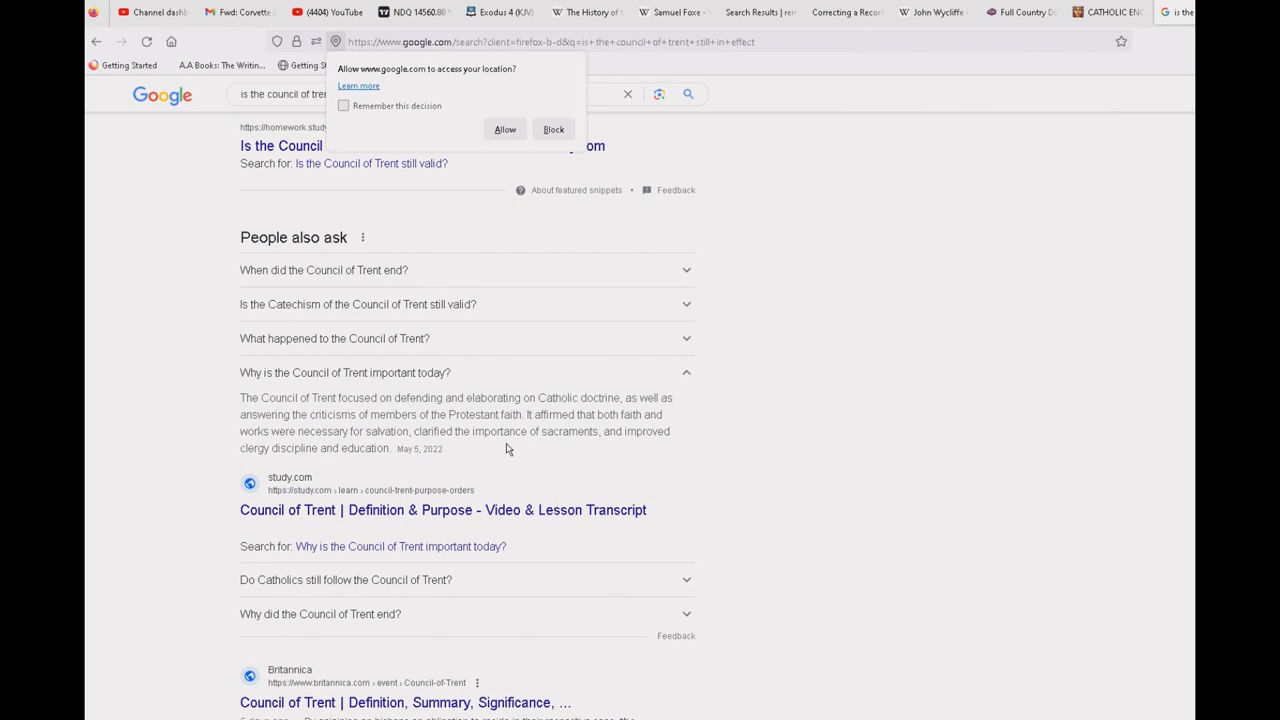 Channel dashb
Fwd: Corvette
(4404) YouTube
NDQ 14560.88
Exodus 4 (KJV)
The History of
Samuel Foxe -
Search Results | ren
Correcting a Recor
John Wycliffe -
Full Country Do
CATHOLIC ENC
is the
https://www.google.com/search?client=firefox-b-d&q=is+the+council+of+trent+still+in+effect
Getting Started
A.A Books: The Writin...
Getting S
Allow www.google.com to access your location?
Learn more
Remember this decision
Allow
Block
Google
is the council of tren
https://homework.study
Is the Council
om
Search for: Is the Council of Trent still valid?
About featured snippets • Feedback
People also ask
When did the Council of Trent end?
Is the Catechism of the Council of Trent still valid?
What happened to the Council of Trent?
Why is the Council of Trent important today?
The Council of Trent focused on defending and elaborating on Catholic doctrine, as well as
answering the criticisms of members of the Protestant faith. It affirmed that both faith and
works were necessary for salvation, clarified the importance of sacraments, and improved
clergy discipline and education. May 5, 2022
study.com
https://study.com › learn › council-trent-purpose-orders
Council of Trent | Definition & Purpose - Video & Lesson Transcript
Search for: Why is the Council of Trent important today?
Do Catholics still follow the Council of Trent?
Why did the Council of Trent end?
Feedback
Britannica
https://www.britannica.com › event › Council-of-Trent
Council of Trent | Definition, Summary, Significance, ...